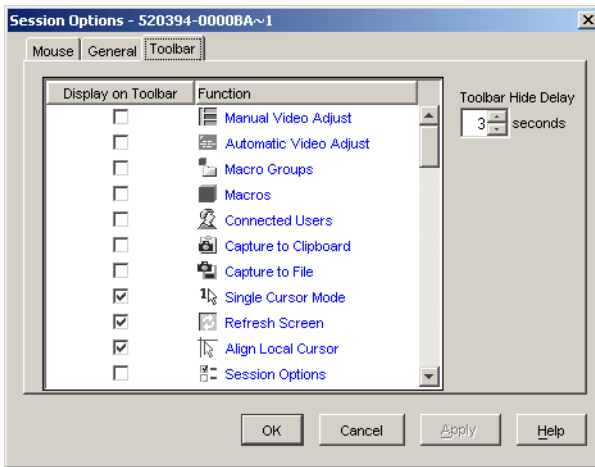 Session Options - 520394-0000BA~1
Mouse General Toolbar
Display on Toolbar Function
Manual Video Adjust
Automatic Video Adjust
Macro Groups
Macros
Connected Users
Capture to Clipboard
Capture to File
1 Single Cursor Mode
Refresh Screen
Align Local Cursor
Session Options
Toolbar Hide Delay
3 seconds
OK Cancel Apply Help